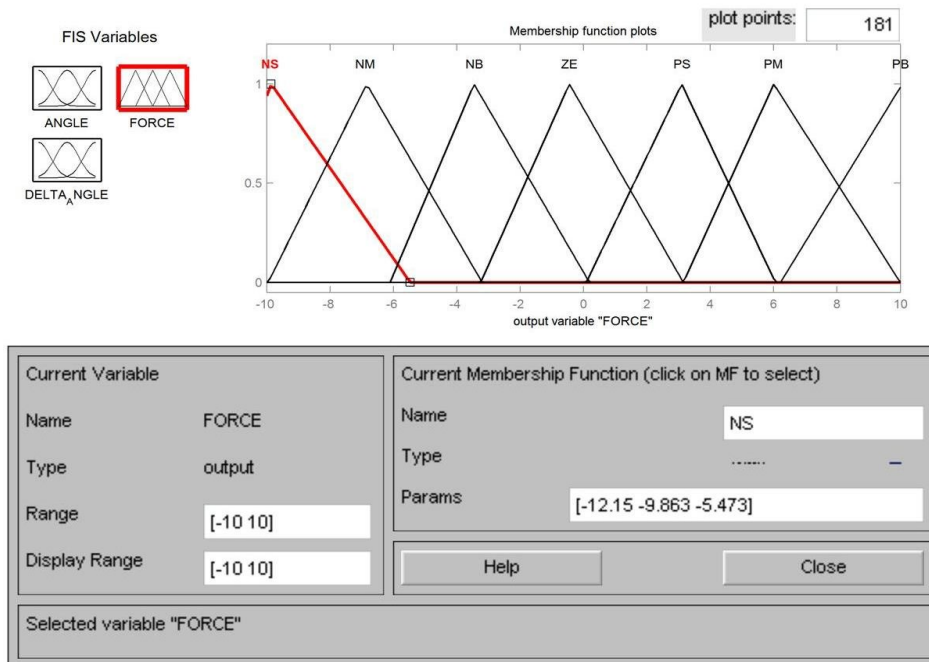 plot points: 181
FIS Variables
Membership function plots
ANGLE FORCE
DELTA_ANGLE
NS NM NB ZE PS PM PB
1
0.5
0
-10 -8 -6 -4 -2 0 2 4 6 8 10
output variable "FORCE"
Current Variable
Name FORCE
Type output
Range [-10 10]
Display Range [-10 10]
Current Membership Function (click on MF to select)
Name NS
Type
Params [-12.15 -9.863 -5.473]
Help Close
Selected variable "FORCE"